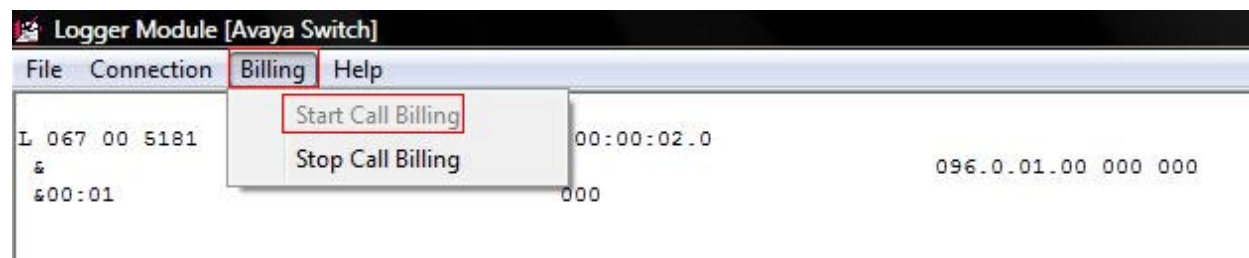 Logger Module [Avaya Switch]
File Connection Billing Help
Start Call Billing
Stop Call Billing
L 067 00 5181 00:00:02.0
& 096.0.01.00 000 000
&00:01 000